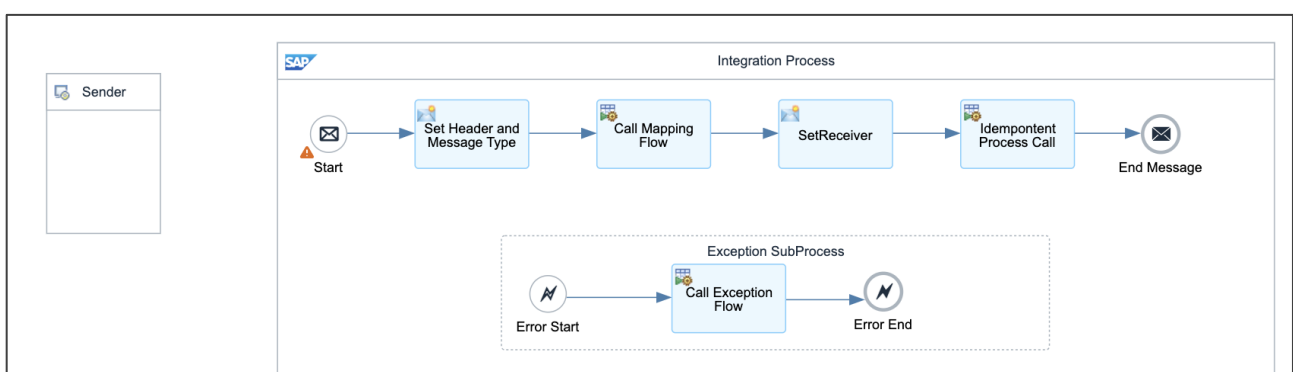 SAP
Integration Process
Sender
Set Header and
Message Type
Call Mapping
Flow
SetReceiver
Idempontent
Process Call
Start
End Message
Exception SubProcess
Call Exception
Flow
Error Start
Error End